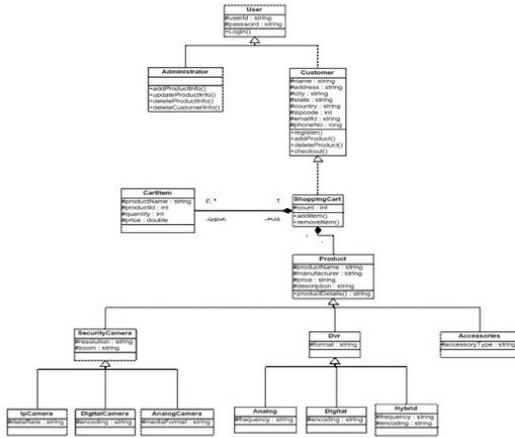 User
#userId : string
#password : string
+Login()
Administrator
+addProductInfo()
+updateProductInfo()
+deleteProductInfo()
+deleteCustomerInfo()
Customer
#name : string
#address : string
#city : string
#state : string
#country : string
#zipcode : int
#emailId : string
#phoneNo : long
+register()
+addProduct()
+deleteProduct()
+checkout()
CartItem
#productName : string
#productId : int
#quantity : int
#price : double
ShoppingCart
#count : int
+addItem()
+removeItem()
Product
#productName : string
#manufacturer : string
#price : string
#description : string
+productDetails() : string
SecurityCamera
#resolution : string
#zoom : string
Dvr
#format : string
Accessories
#accessoryType : string
IpCamera
#dataRate : string
DigitalCamera
#encoding : string
AnalogCamera
#mediaFormat : string
Analog
#frequency : string
Digital
#encoding : string
Hybrid
#frequency : string
#encoding : string